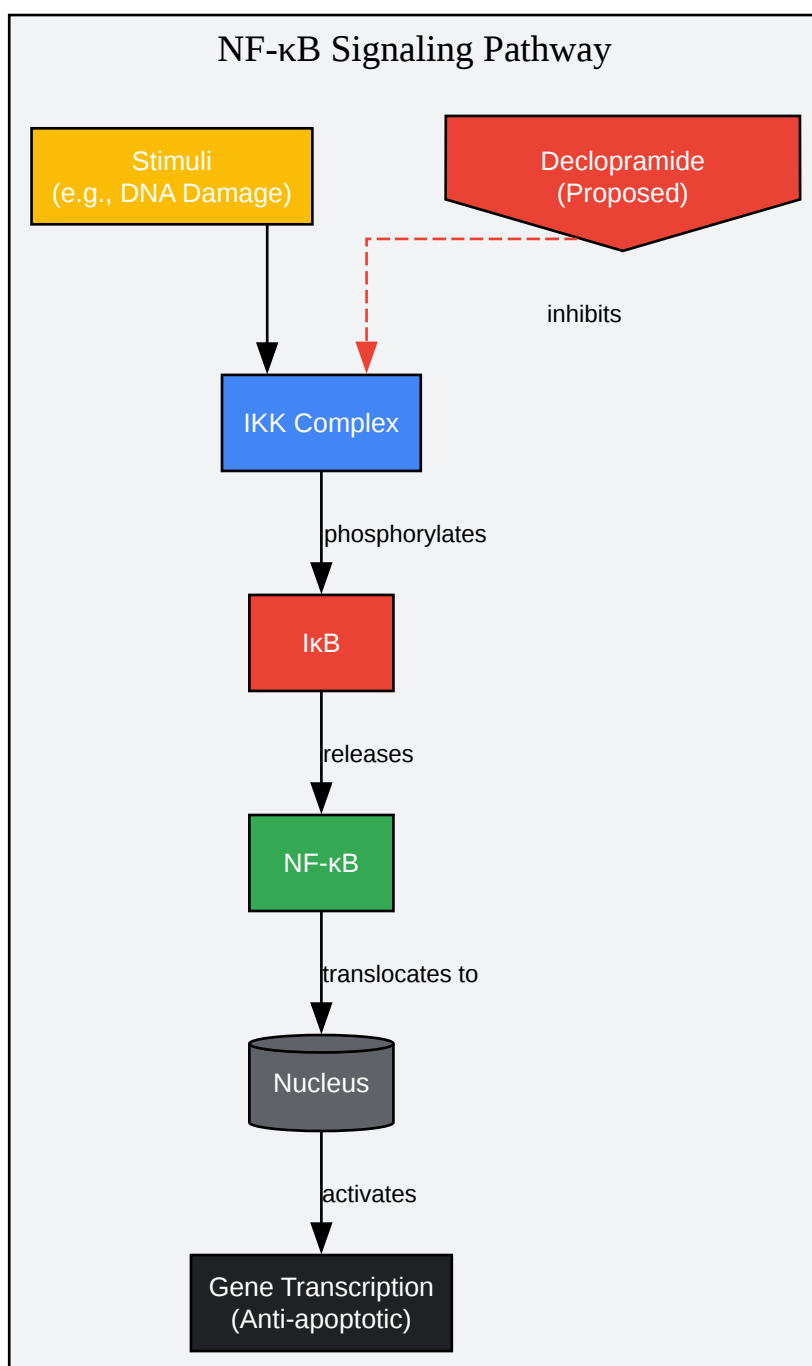 NF-κB Signaling Pathway
Stimuli
(e.g., DNA Damage)
Declopramide
(Proposed)
inhibits
IKK Complex
phosphorylates
IκB
releases
NF-κB
translocates to
Nucleus
activates
Gene Transcription
(Anti-apoptotic)